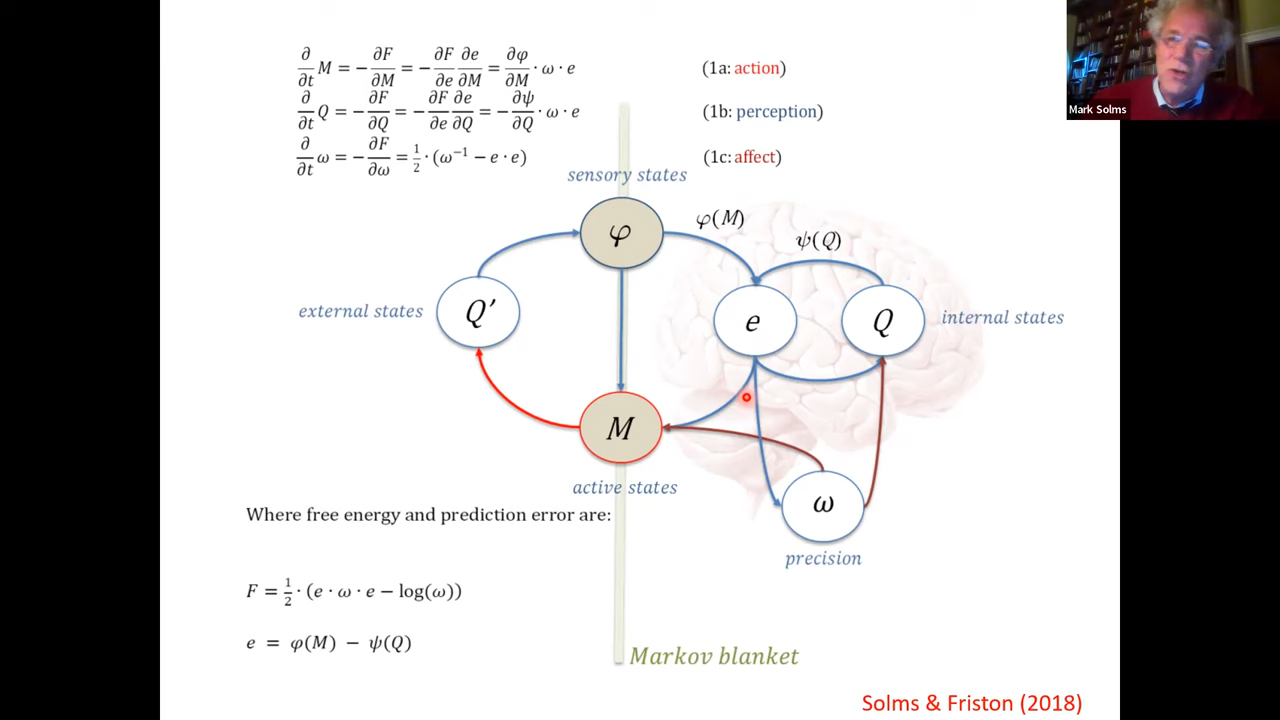 ∂/∂t M = −∂F/∂M = −∂F/∂e ∂e/∂M = ∂φ/∂M · ω · e (1a: action)
∂/∂t Q = −∂F/∂Q = −∂F/∂e ∂e/∂Q = −∂ψ/∂Q · ω · e (1b: perception)
∂/∂t ω = −∂F/∂ω = 1/2 · (ω⁻¹ − e · e) (1c: affect)
Mark Solms
sensory states
φ
φ(M)
ψ(Q)
external states
Q′
e
Q
internal states
M
active states
ω
precision
Where free energy and prediction error are:
F = 1/2 · (e · ω · e − log(ω))
e = φ(M) − ψ(Q)
Markov blanket
Solms & Friston (2018)